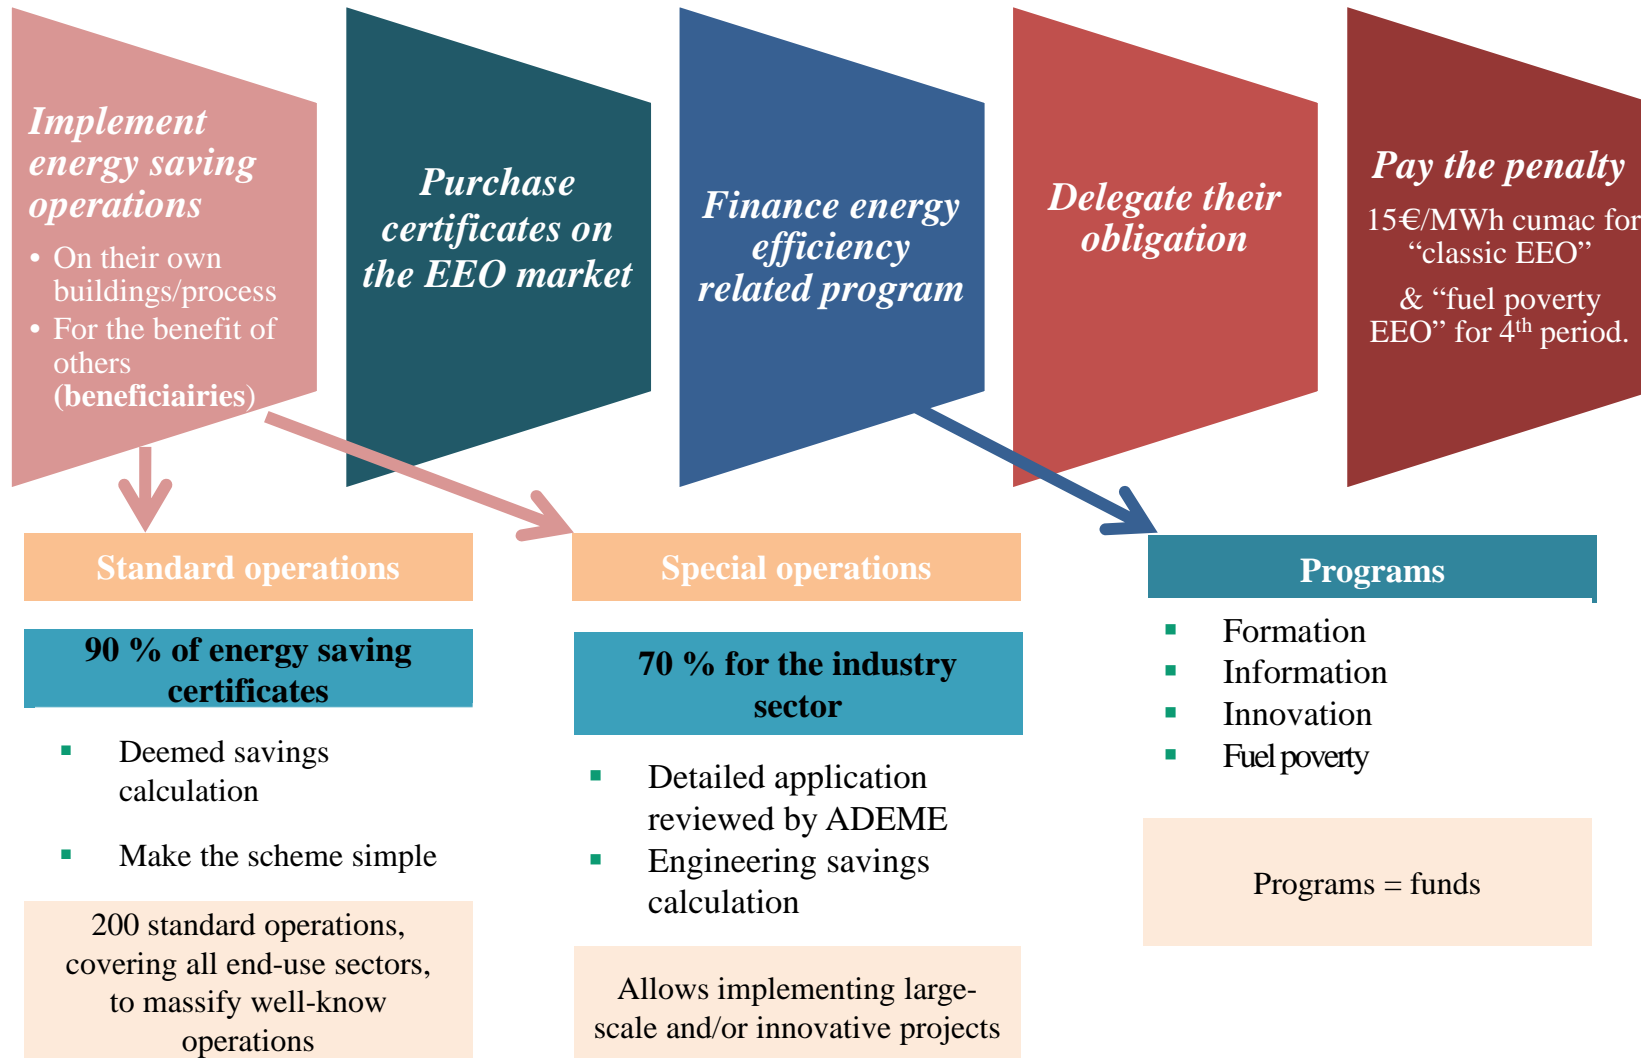 Implement
energy saving
operations
• On their own
buildings/process
• For the benefit of
others
(beneficiairies)
Purchase
certificates on
the EEO market
Finance energy
efficiency
related program
Delegate their
obligation
Pay the penalty
15€/MWh cumac for
“classic EEO”
& “fuel poverty
EEO” for 4th period.
Standard operations
90 % of energy saving
certificates
▪ Deemed savings
calculation
▪ Make the scheme simple
200 standard operations,
covering all end-use sectors,
to massify well-know
operations
Special operations
70 % for the industry
sector
▪ Detailed application
reviewed by ADEME
▪ Engineering savings
calculation
Allows implementing large-
scale and/or innovative projects
Programs
▪ Formation
▪ Information
▪ Innovation
▪ Fuel poverty
Programs = funds